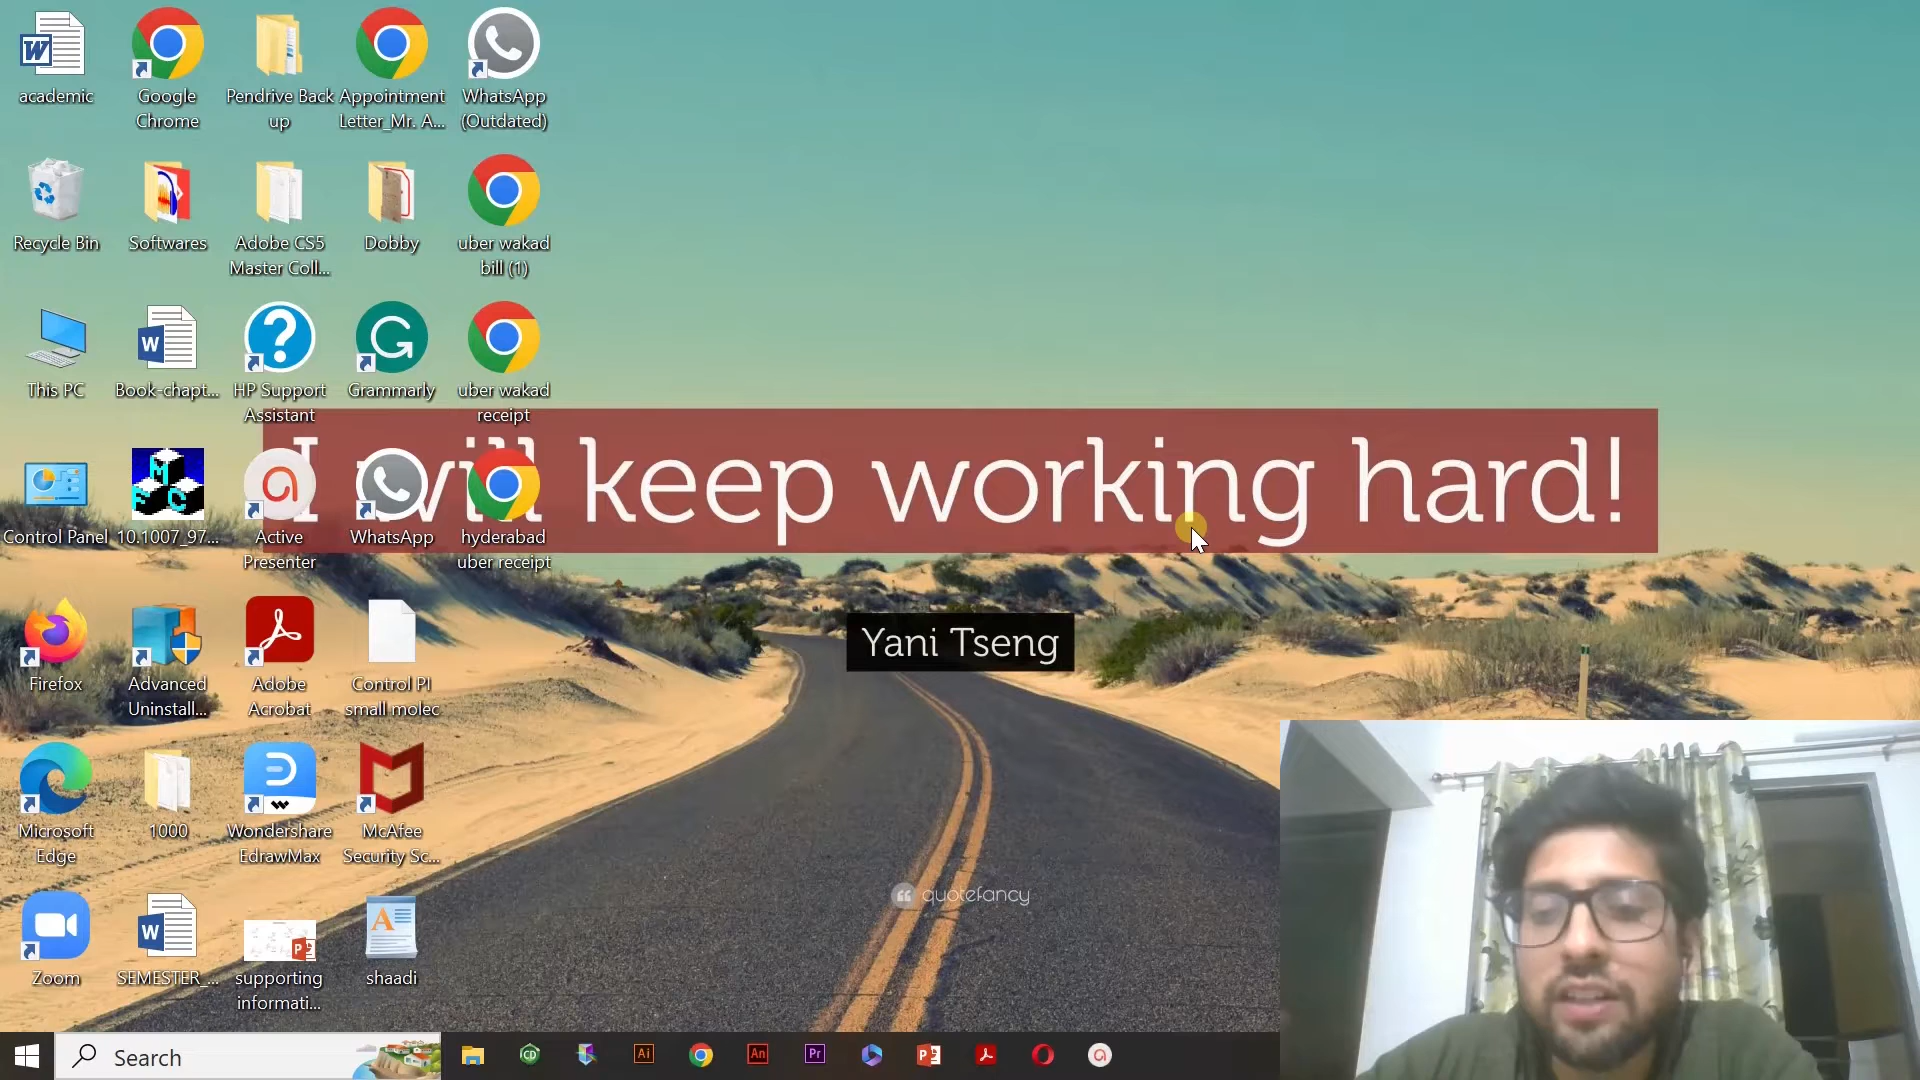 academic
Google
Chrome
Pendrive Back
up
Appointment
Letter_Mr. A...
WhatsApp
(Outdated)
Recycle Bin
Softwares
Adobe CS5
Master Coll...
Dobby
uber wakad
bill (1)
This PC
Book-chapt...
HP Support
Assistant
Grammarly
uber wakad
receipt
I will keep working hard!
Control Panel
10.1007_97...
Active
Presenter
WhatsApp
hyderabad
uber receipt
Yani Tseng
Firefox
Advanced
Uninstall...
Adobe
Acrobat
Control PI
small molec
Microsoft
Edge
1000
Wondershare
EdrawMax
McAfee
Security Sc...
quotefancy
Zoom
SEMESTER_...
supporting
informati...
shaadi
Search